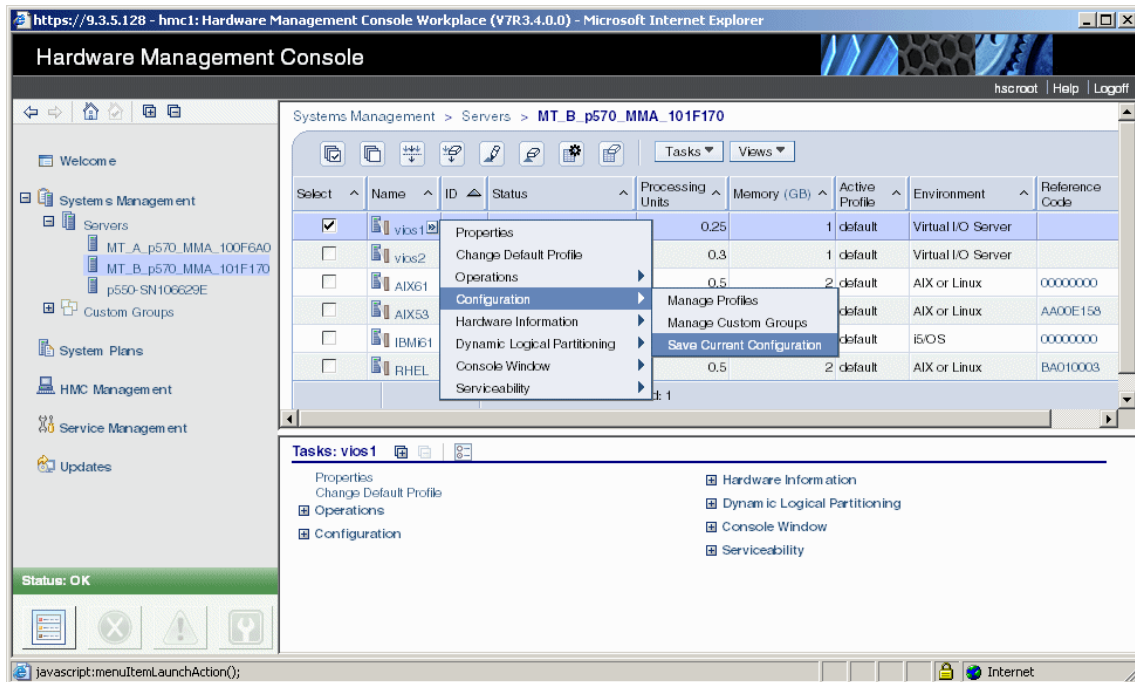 https://9.3.5.128 - hmc1: Hardware Management Console Workplace (V7R3.4.0.0) - Microsoft Internet Explorer
Hardware Management Console
hscroot | Help | Logoff
Systems Management > Servers > MT_B_p570_MMA_101F170
Welcome
Systems Management
Servers
MT_A_p570_MMA_100F6A0
MT_B_p570_MMA_101F170
p550-SN106629E
Custom Groups
System Plans
HMC Management
Service Management
Updates
Status: OK
Tasks Views
Select Name ID Status Processing Units Memory (GB) Active Profile Environment Reference Code
vios1 0.25 1 default Virtual I/O Server
vios2 0.3 1 default Virtual I/O Server
AIX61 0.5 2 default AIX or Linux 00000000
AIX53 default AIX or Linux AA00E158
IBMi61 default i5/OS 00000000
RHEL 0.5 2 default AIX or Linux BA010003
Properties
Change Default Profile
Operations
Configuration
Hardware Information
Dynamic Logical Partitioning
Console Window
Serviceability
Manage Profiles
Manage Custom Groups
Save Current Configuration
1
Tasks: vios1
Properties
Change Default Profile
Operations
Configuration
Hardware Information
Dynamic Logical Partitioning
Console Window
Serviceability
javascript:menuItemLaunchAction();
Internet